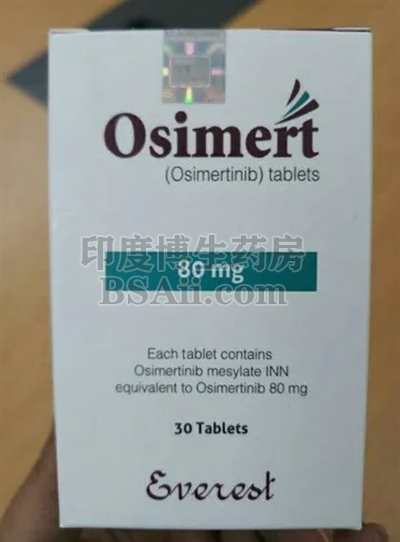 Osimert
(Osimertinib) tablets
80 mg
印度博生药房
BSAii.com
Each tablet contains
Osimertinib mesylate INN
equivalent to Osimertinib 80 mg
30 Tablets
Everest